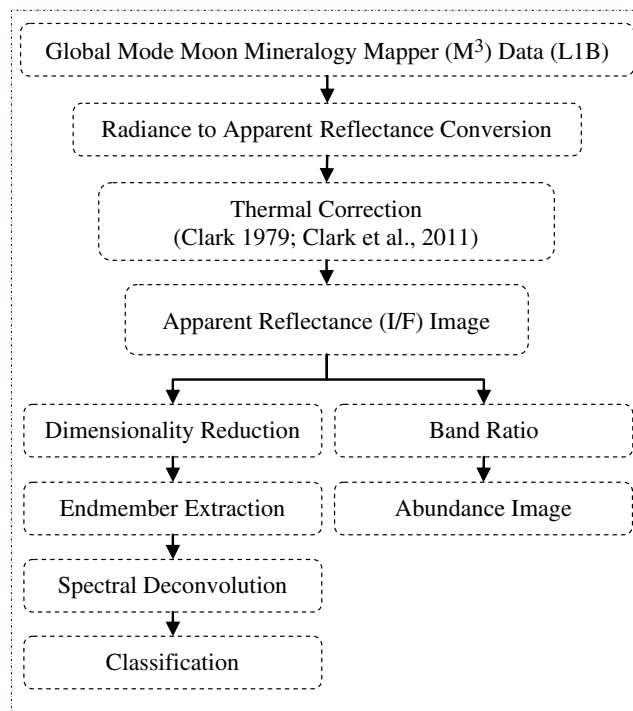 Global Mode Moon Mineralogy Mapper (M³) Data (L1B)
Radiance to Apparent Reflectance Conversion
Thermal Correction
(Clark 1979; Clark et al., 2011)
Apparent Reflectance (I/F) Image
Dimensionality Reduction
Band Ratio
Endmember Extraction
Abundance Image
Spectral Deconvolution
Classification